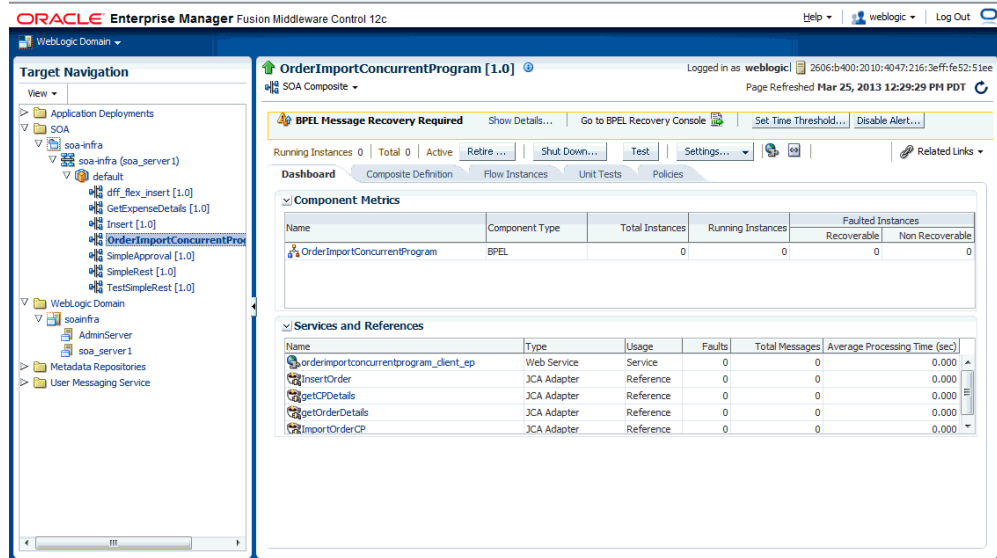 ORACLE Enterprise Manager Fusion Middleware Control 12c
Help weblogic Log Out
WebLogic Domain
Target Navigation
View
Application Deployments
SOA
soa-infra
soa-infra (soa_server1)
default
dff_flex_insert [1.0]
GetExpenseDetails [1.0]
Insert [1.0]
OrderImportConcurrentProg
SimpleApproval [1.0]
SimpleRest [1.0]
TestSimpleRest [1.0]
WebLogic Domain
soainfra
AdminServer
soa_server1
Metadata Repositories
User Messaging Service
OrderImportConcurrentProgram [1.0]
Logged in as weblogic 2606:b400:2010:4047:216:3eff:fe52:51ee
SOA Composite
Page Refreshed Mar 25, 2013 12:29:29 PM PDT
BPEL Message Recovery Required Show Details... Go to BPEL Recovery Console Set Time Threshold... Disable Alert...
Running Instances 0 Total 0 Active Retire ... Shut Down... Test Settings... Related Links
Dashboard Composite Definition Flow Instances Unit Tests Policies
Component Metrics
Name Component Type Total Instances Running Instances Faulted Instances
Recoverable Non Recoverable
OrderImportConcurrentProgram BPEL 0 0 0 0
Services and References
Name Type Usage Faults Total Messages Average Processing Time (sec)
orderimportconcurrentprogram_client_ep Web Service Service 0 0 0.000
InsertOrder JCA Adapter Reference 0 0 0.000
getCPDetails JCA Adapter Reference 0 0 0.000
getOrderDetails JCA Adapter Reference 0 0 0.000
ImportOrderCP JCA Adapter Reference 0 0 0.000